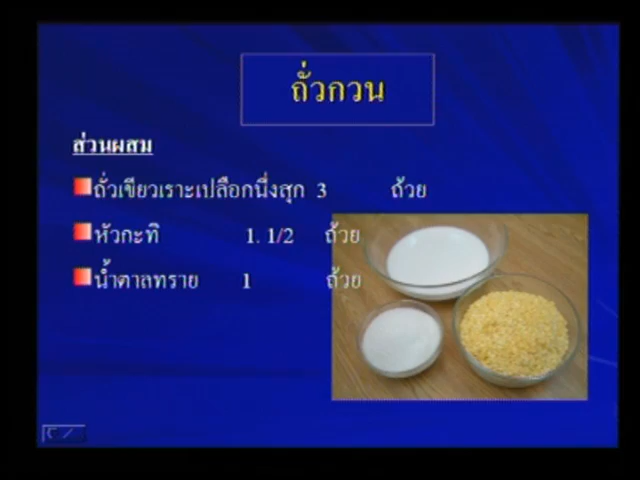 ถั่วกวน
ส่วนผสม
ถั่วเขียวเราะเปลือกนึ่งสุก 3 ถ้วย
หัวกะทิ 1. 1/2 ถ้วย
น้ำตาลทราย 1 ถ้วย